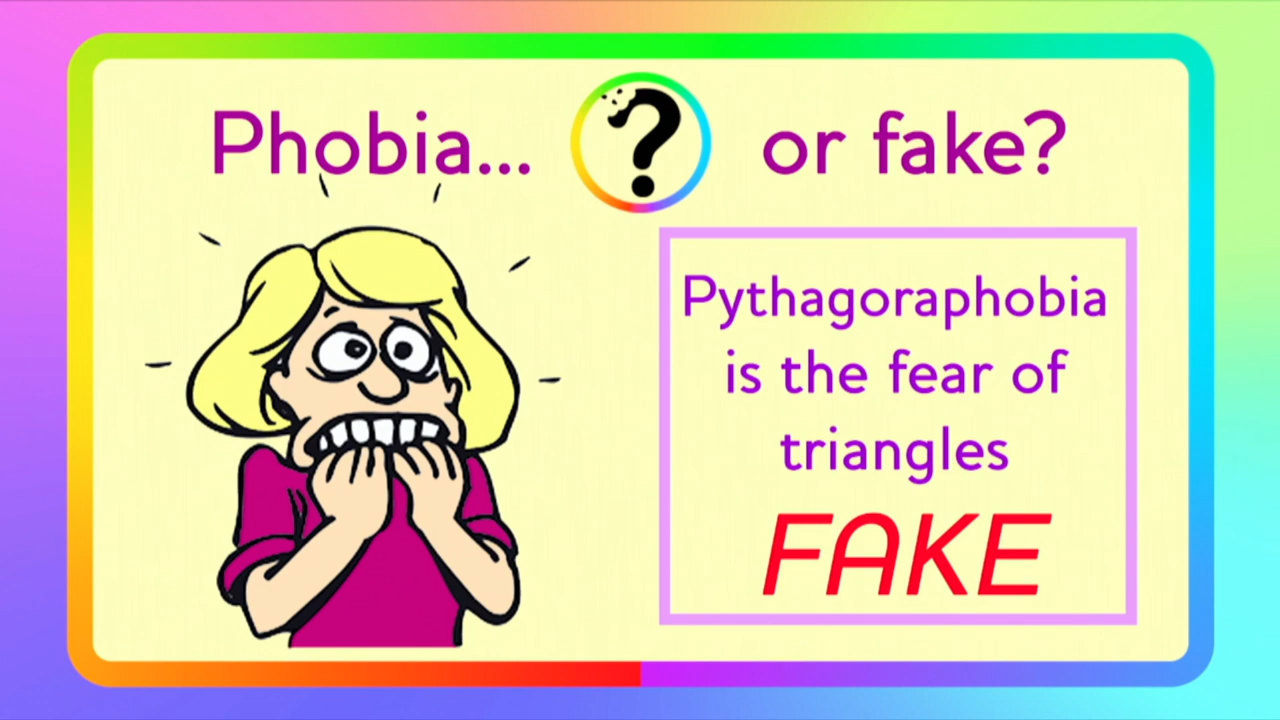 Phobia... ? or fake?
Pythagoraphobia
is the fear of
triangles
FAKE